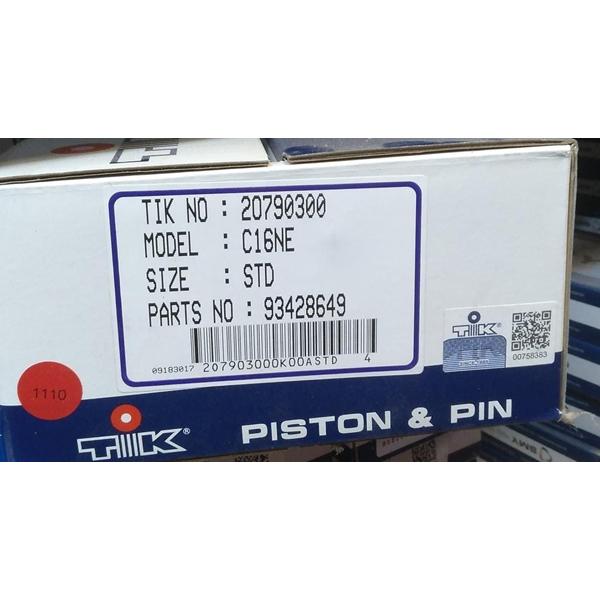 TIK NO : 20790300
MODEL : C16NE
SIZE : STD
PARTS NO : 93428649
09183017 207903000K00ASTD 4
TIK
00758383
1110
TIK® PISTON & PIN
SMX